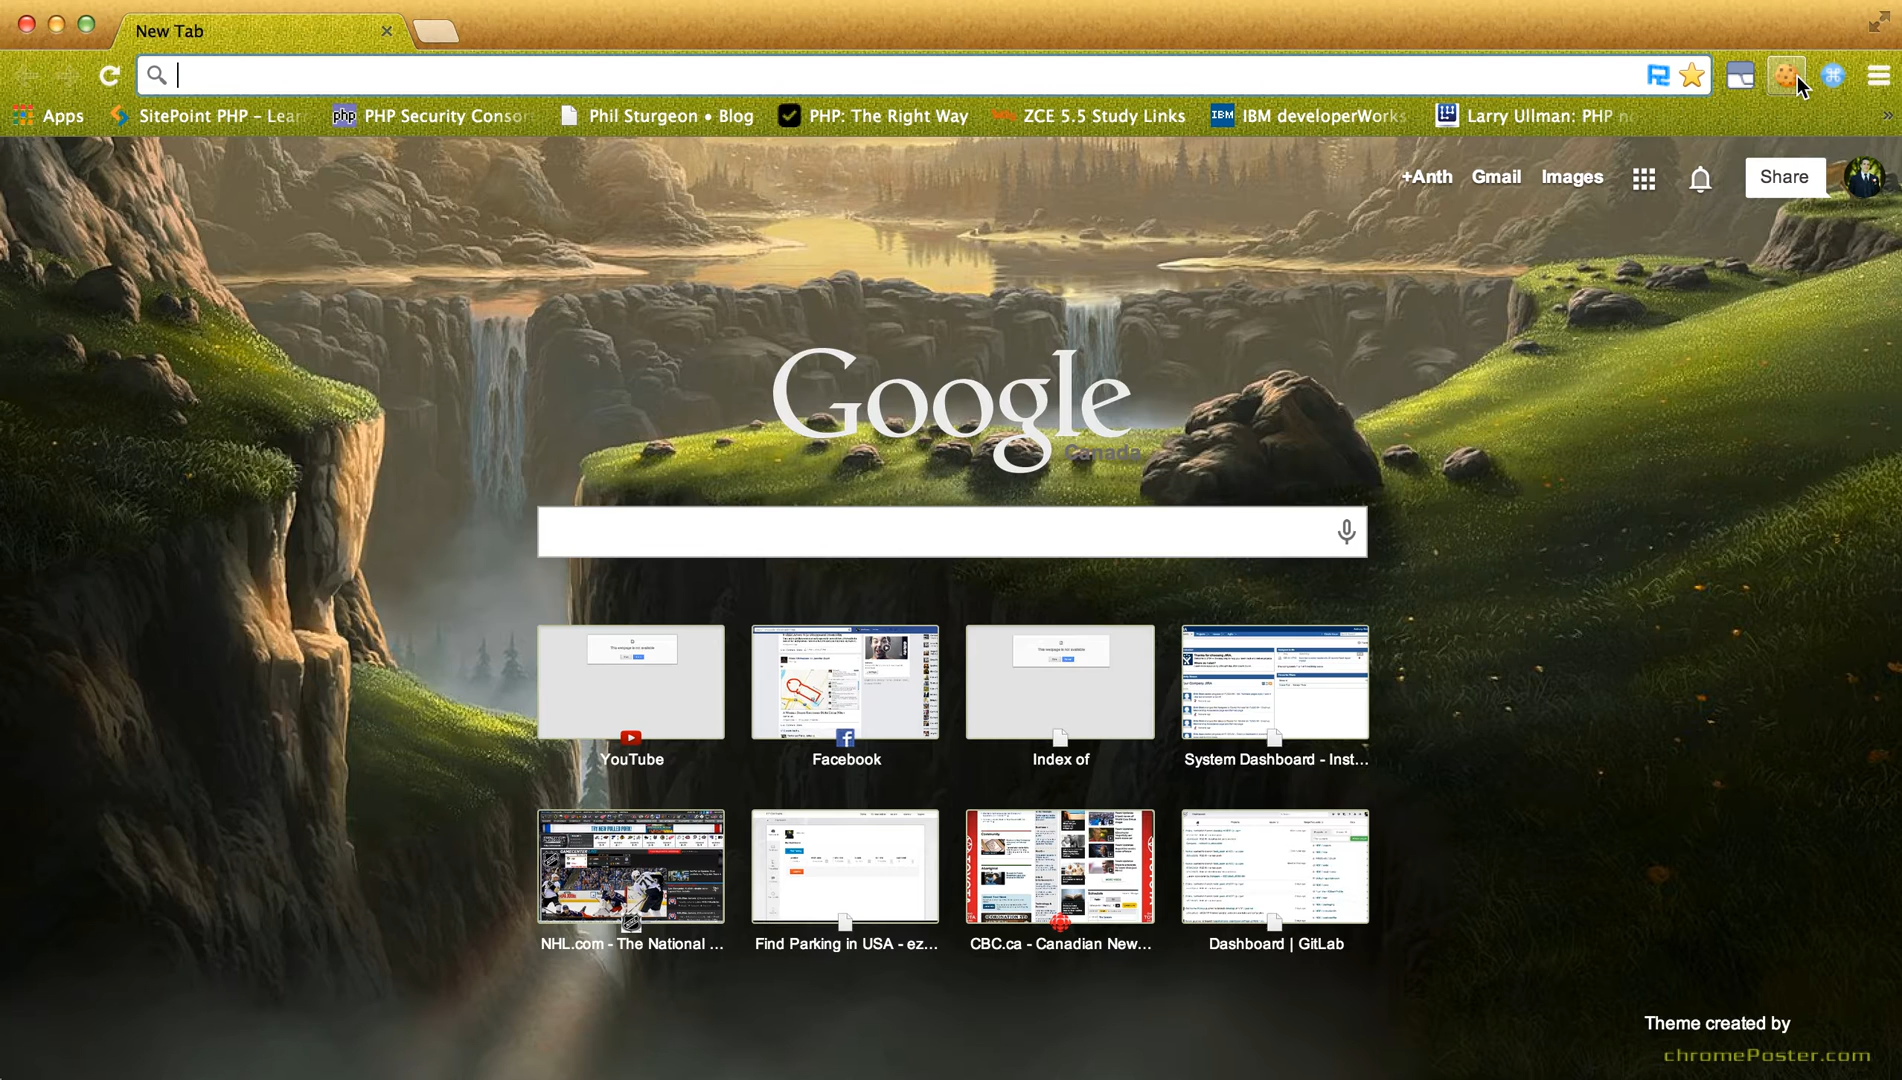 New Tab
Apps
SitePoint PHP – Lear
php
PHP Security Consor
Phil Sturgeon • Blog
PHP: The Right Way
ZCE 5.5 Study Links
IBM
IBM developerWorks
Larry Ullman: PHP
+Anth
Gmail
Images
Share
Google
Canada
YouTube
Facebook
Index of
System Dashboard - Inst...
NHL.com - The National ...
Find Parking in USA - ez...
CBC.ca - Canadian New...
Dashboard | GitLab
Theme created by
chromePoster.com